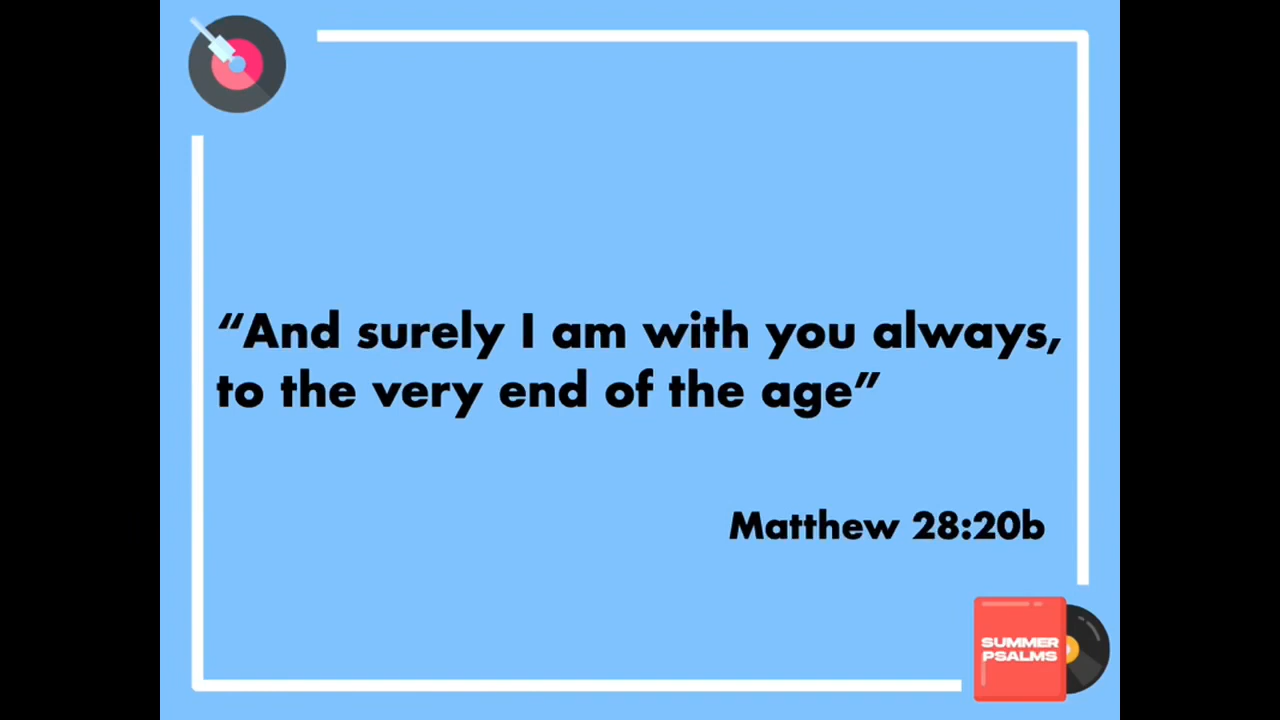 “And surely I am with you always,
to the very end of the age”
Matthew 28:20b
SUMMER
PSALMS